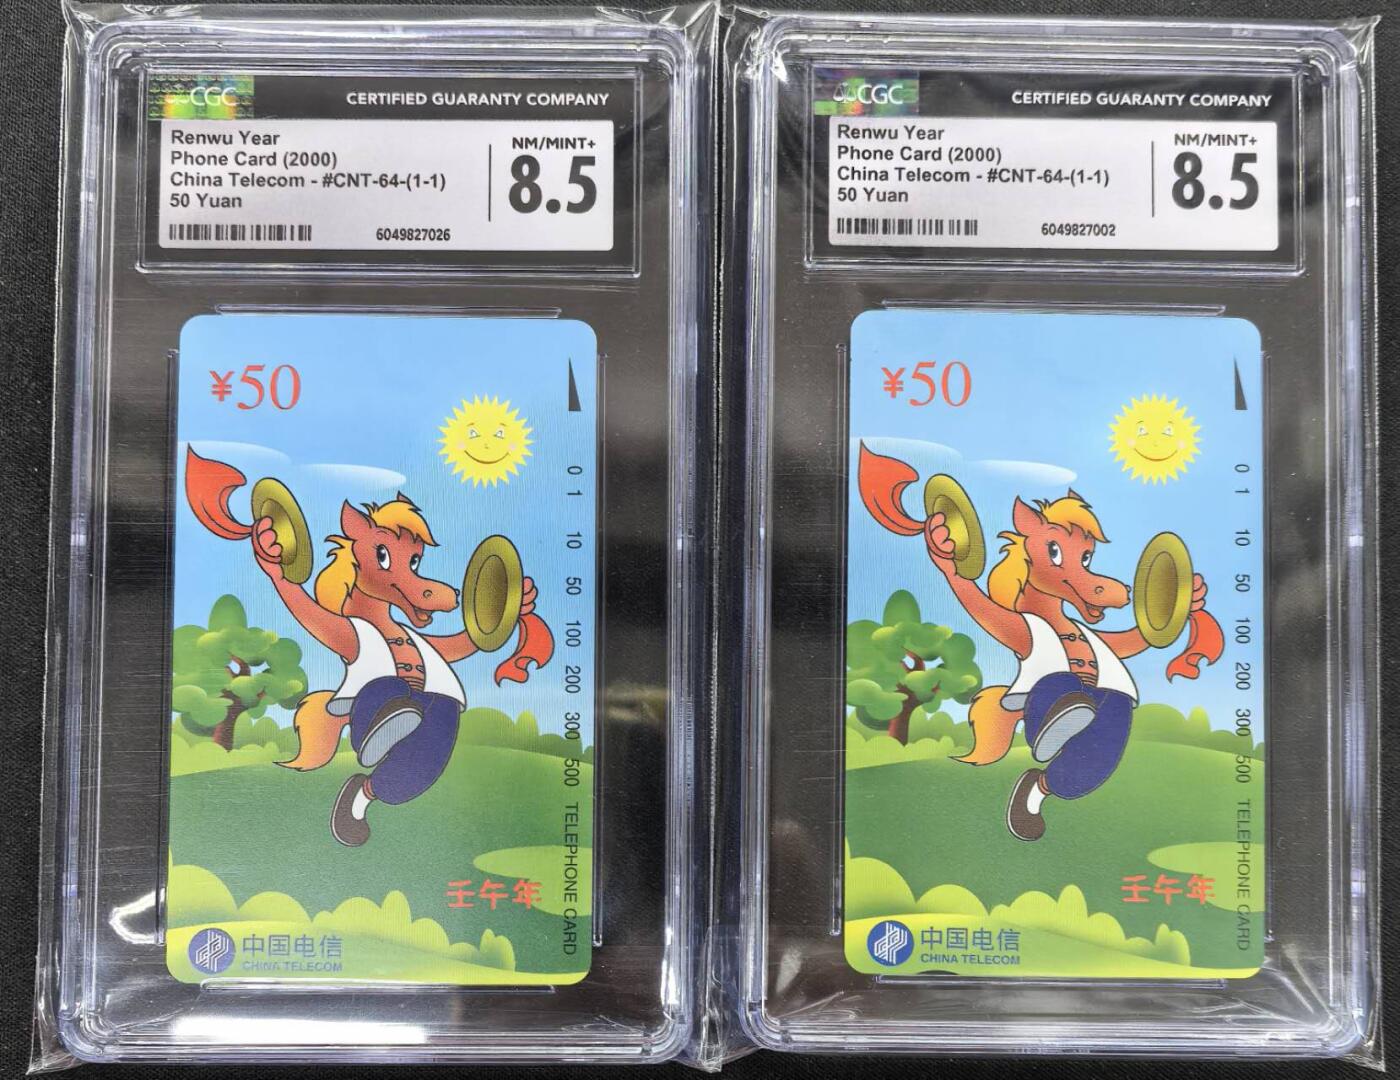 CGC
CERTIFIED GUARANTY COMPANY
Renwu Year
Phone Card (2000)
China Telecom - #CNT-64-(1-1)
50 Yuan
NM/MINT+
8.5
6049827026
¥50
0 1 10 50 100 200 300 500 TELEPHONE CARD
壬午年
中国电信
CHINA TELECOM
CGC
CERTIFIED GUARANTY COMPANY
Renwu Year
Phone Card (2000)
China Telecom - #CNT-64-(1-1)
50 Yuan
NM/MINT+
8.5
6049827002
¥50
0 1 10 50 100 200 300 500 TELEPHONE CARD
壬午年
中国电信
CHINA TELECOM